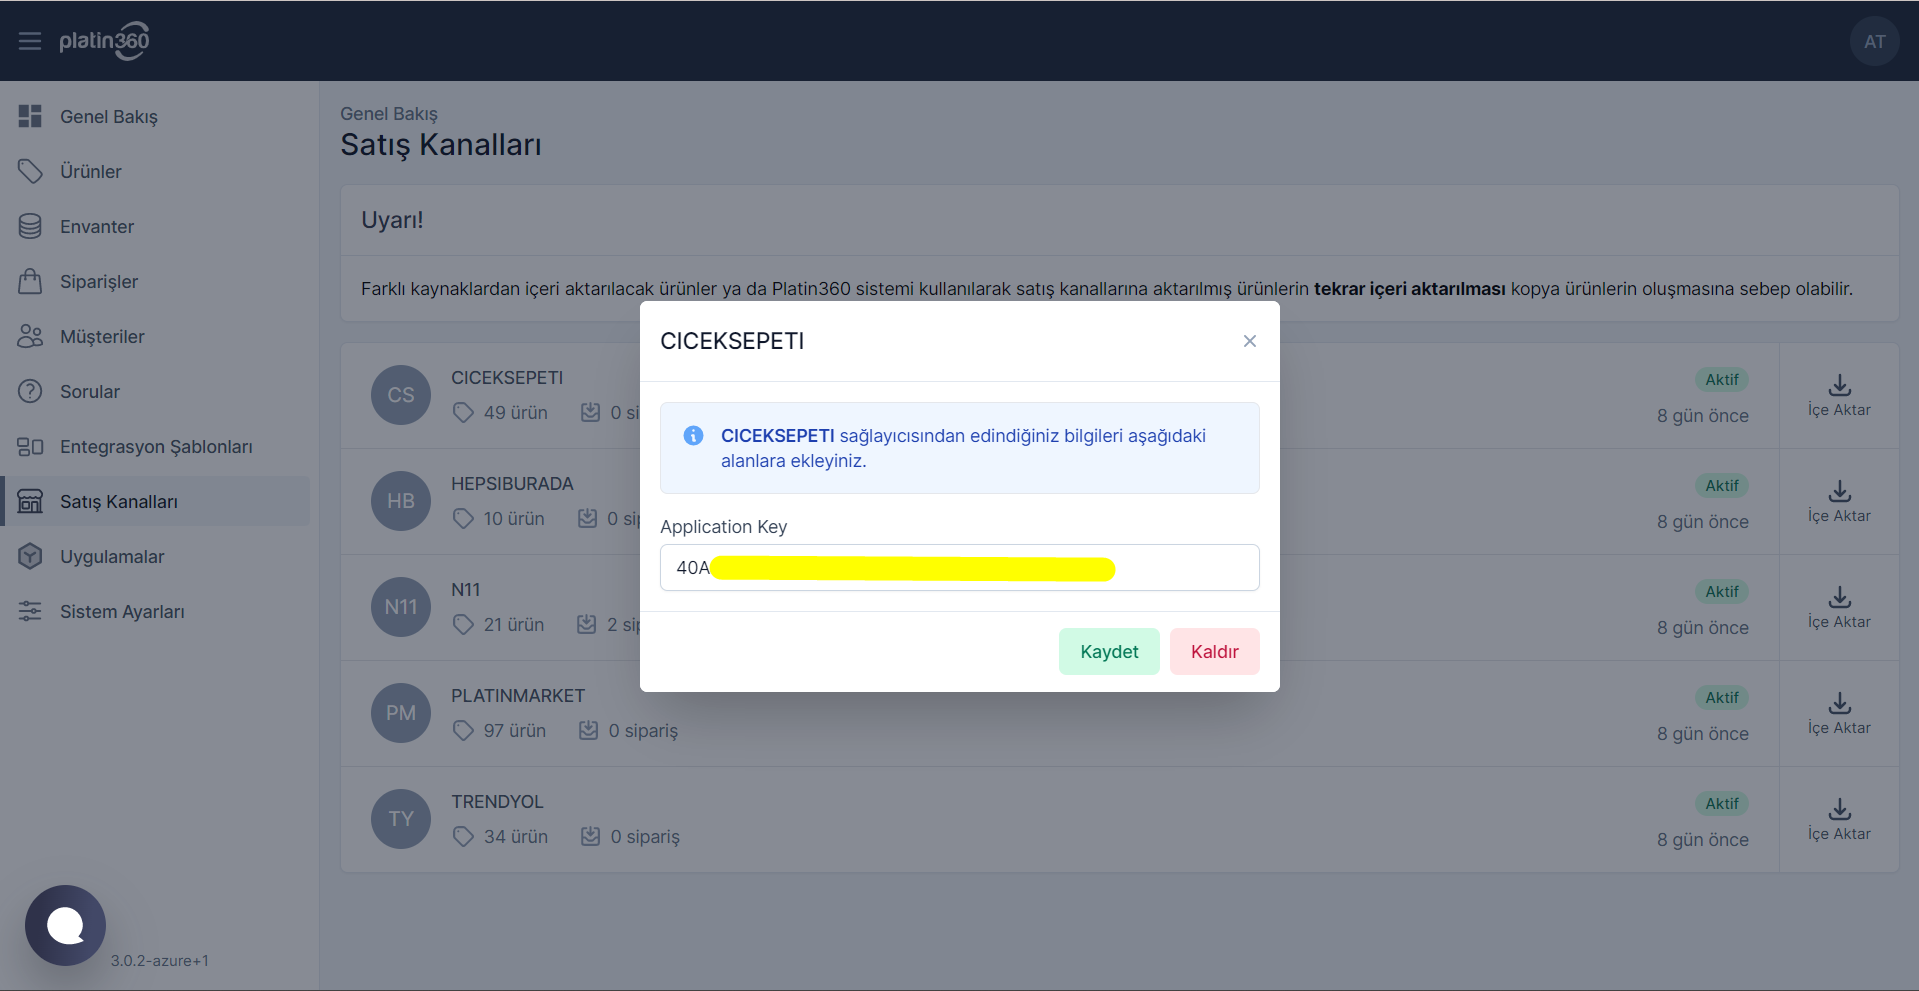 platin360
AT
Genel Bakış
Ürünler
Envanter
Siparişler
Müşteriler
Sorular
Entegrasyon Şablonları
Satış Kanalları
Uygulamalar
Sistem Ayarları
3.0.2-azure+1
Genel Bakış
Satış Kanalları
Uyarı!
Farklı kaynaklardan içeri aktarılacak ürünler ya da Platin360 sistemi kullanılarak satış kanallarına aktarılmış ürünlerin tekrar içeri aktarılması kopya ürünlerin oluşmasına sebep olabilir.
CS
CICEKSEPETI
49 ürün 0 si
Aktif
8 gün önce
İçe Aktar
HB
HEPSIBURADA
10 ürün 0 sip
Aktif
8 gün önce
İçe Aktar
N11
N11
21 ürün 2 sip
Aktif
8 gün önce
İçe Aktar
PM
PLATINMARKET
97 ürün 0 sipariş
Aktif
8 gün önce
İçe Aktar
TY
TRENDYOL
34 ürün 0 sipariş
Aktif
8 gün önce
İçe Aktar
CICEKSEPETI
CICEKSEPETI sağlayıcısından edindiğiniz bilgileri aşağıdaki
alanlara ekleyiniz.
Application Key
40A
Kaydet Kaldır